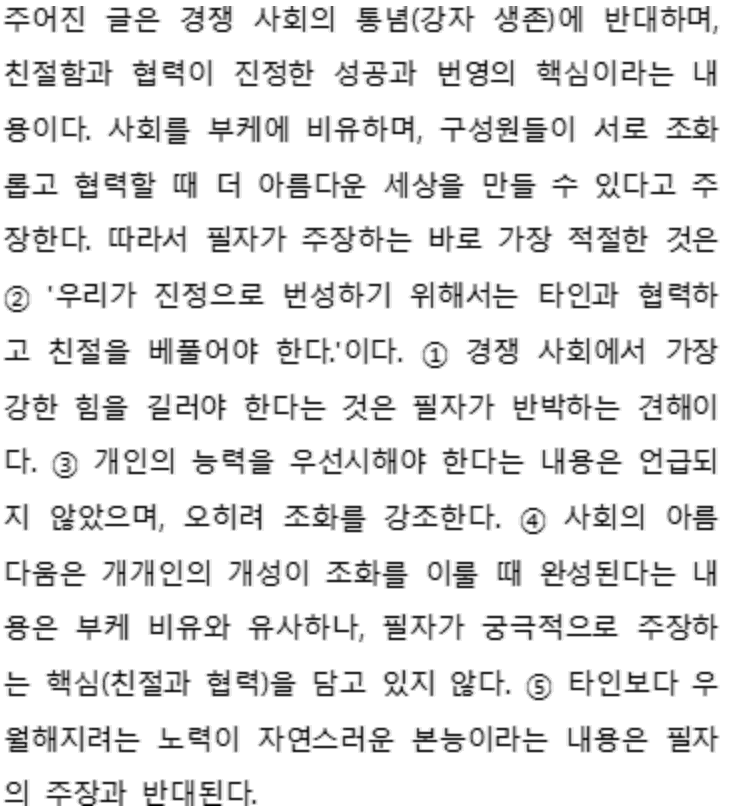 주어진 글은 경쟁 사회의 통념(강자 생존)에 반대하며,
친절함과 협력이 진정한 성공과 번영의 핵심이라는 내
용이다. 사회를 부케에 비유하며, 구성원들이 서로 조화
롭고 협력할 때 더 아름다운 세상을 만들 수 있다고 주
장한다. 따라서 필자가 주장하는 바로 가장 적절한 것은
② '우리가 진정으로 번성하기 위해서는 타인과 협력하
고 친절을 베풀어야 한다.'이다. ① 경쟁 사회에서 가장
강한 힘을 길러야 한다는 것은 필자가 반박하는 견해이
다. ③ 개인의 능력을 우선시해야 한다는 내용은 언급되
지 않았으며, 오히려 조화를 강조한다. ④ 사회의 아름
다움은 개개인의 개성이 조화를 이룰 때 완성된다는 내
용은 부케 비유와 유사하나, 필자가 궁극적으로 주장하
는 핵심(친절과 협력)을 담고 있지 않다. ⑤ 타인보다 우
월해지려는 노력이 자연스러운 본능이라는 내용은 필자
의 주장과 반대된다.